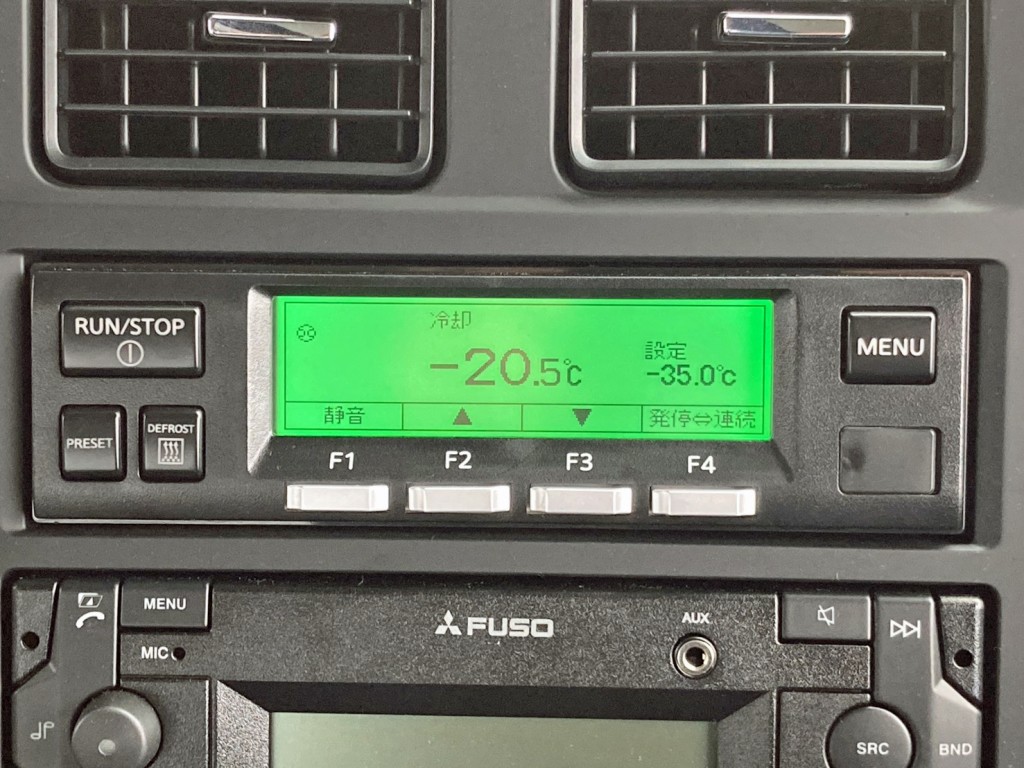 RUN/STOP
冷却
-20.5℃
設定
-35.0℃
MENU
PRESET
DEFROST
静音 ▲ ▼ 発停⇔連続
F1 F2 F3 F4
MENU
MIC
FUSO
AUX
SRC
BND